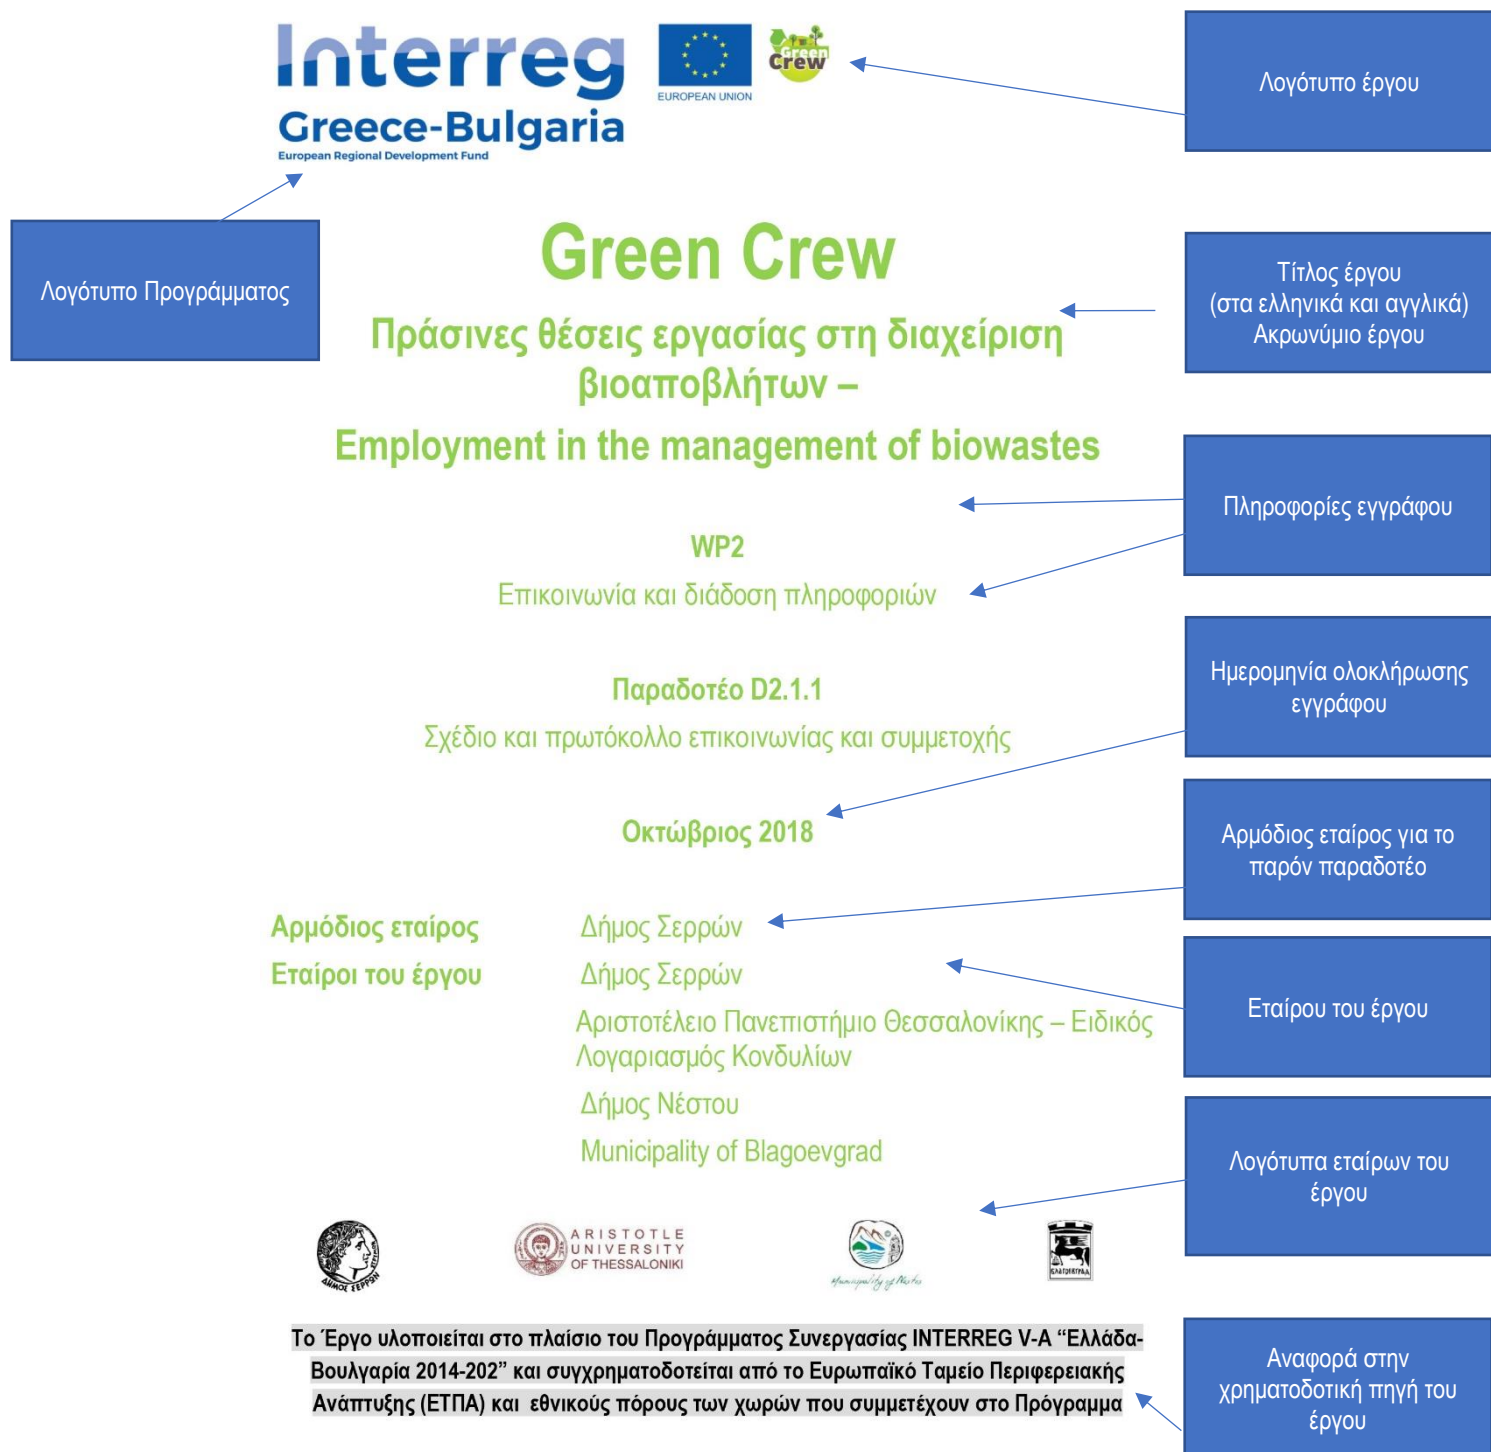 Interreg
Greece-Bulgaria
European Regional Development Fund
EUROPEAN UNION
Green
Crew
Λογότυπο έργου
Λογότυπο Προγράμματος
Green Crew
Πράσινες θέσεις εργασίας στη διαχείριση
βιοαποβλήτων –
Employment in the management of biowastes
Τίτλος έργου
(στα ελληνικά και αγγλικά)
Ακρωνύμιο έργου
Πληροφορίες εγγράφου
WP2
Επικοινωνία και διάδοση πληροφοριών
Παραδοτέο D2.1.1
Σχέδιο και πρωτόκολλο επικοινωνίας και συμμετοχής
Ημερομηνία ολοκλήρωσης
εγγράφου
Οκτώβριος 2018
Αρμόδιος εταίρος για το
παρόν παραδοτέο
Αρμόδιος εταίρος Δήμος Σερρών
Εταίροι του έργου Δήμος Σερρών
Αριστοτέλειο Πανεπιστήμιο Θεσσαλονίκης – Ειδικός
Λογαριασμός Κονδυλίων
Δήμος Νέστου
Municipality of Blagoevgrad
Εταίρου του έργου
Λογότυπα εταίρων του
έργου
ΔΗΜΟΣ ΣΕΡΡΩΝ
ARISTOTLE
UNIVERSITY
OF THESSALONIKI
Municipality of Nestos
Το Έργο υλοποιείται στο πλαίσιο του Προγράμματος Συνεργασίας INTERREG V-A “Ελλάδα-
Βουλγαρία 2014-202” και συγχρηματοδοτείται από το Ευρωπαϊκό Ταμείο Περιφερειακής
Ανάπτυξης (ΕΤΠΑ) και εθνικούς πόρους των χωρών που συμμετέχουν στο Πρόγραμμα
Αναφορά στην
χρηματοδοτική πηγή του
έργου